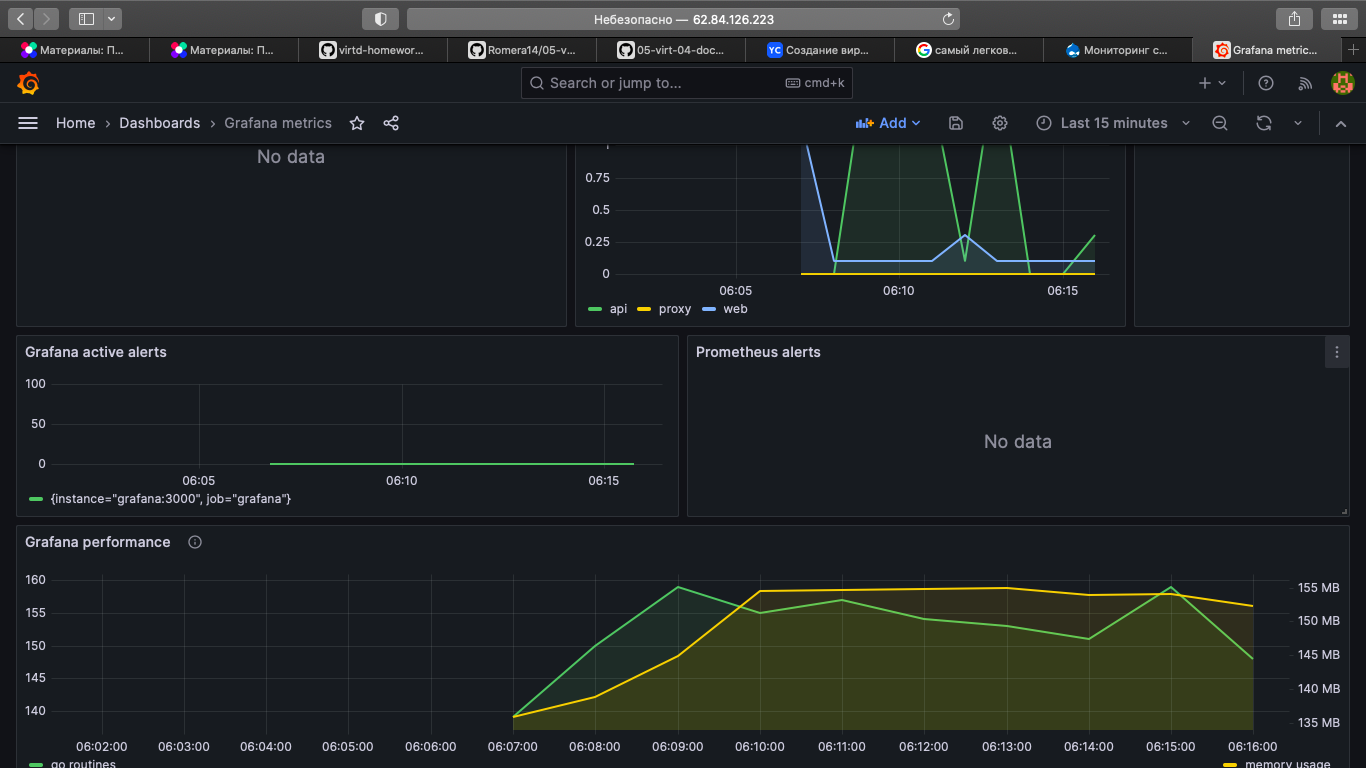 Небезопасно — 62.84.126.223
Материалы: П...
Материалы: П...
virtd-homewor...
Romera14/05-v...
05-virt-04-doc...
YC Создание вир...
самый легков...
Мониторинг с...
Grafana metric...
Search or jump to...
cmd+k
Home › Dashboards › Grafana metrics
Add
Last 15 minutes
No data
0.75
0.5
0.25
0
06:05 06:10 06:15
api proxy web
Grafana active alerts
100
50
0
06:05 06:10 06:15
{instance="grafana:3000", job="grafana"}
Prometheus alerts
No data
Grafana performance
160
155
150
145
140
155 MB
150 MB
145 MB
140 MB
135 MB
06:02:00 06:03:00 06:04:00 06:05:00 06:06:00 06:07:00 06:08:00 06:09:00 06:10:00 06:11:00 06:12:00 06:13:00 06:14:00 06:15:00 06:16:00
go routines
memory usage